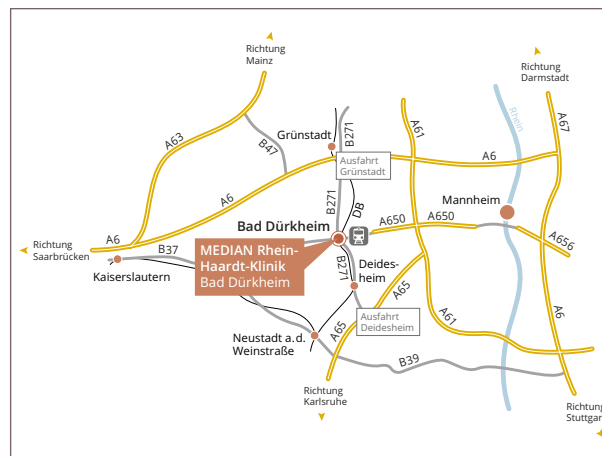 Richtung
Mainz
Richtung
Darmstadt
A63
B47
Grünstadt
B271
A61
Rhein
A67
Ausfahrt
Grünstadt
A6
A6
B271
DB
Mannheim
Bad Dürkheim
A650
A650
A656
A6
Richtung
Saarbrücken
B37
Kaiserslautern
MEDIAN Rhein-
Haardt-Klinik
Bad Dürkheim
B271
Deides-
heim
A65
Ausfahrt
Deidesheim
A61
A6
Neustadt a.d.
Weinstraße
A65
B39
Richtung
Karlsruhe
Richtung
Stuttgar